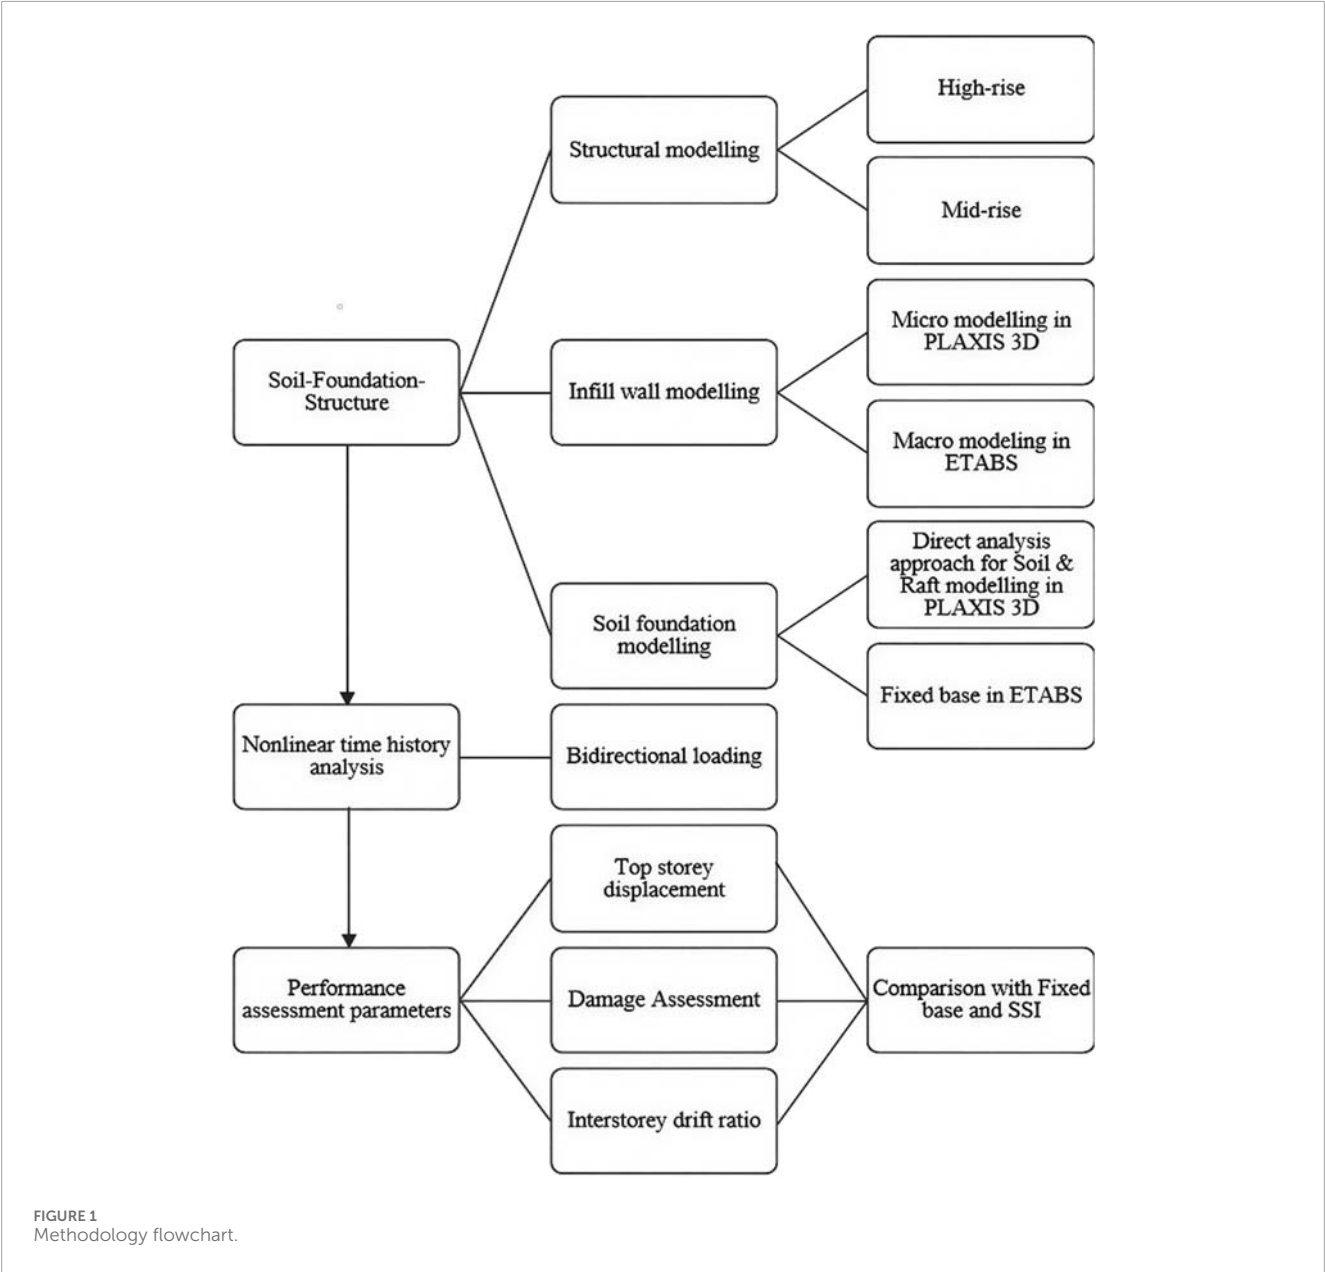 High-rise
Structural modelling
Mid-rise
Micro modelling in
PLAXIS 3D
Soil-Foundation-
Structure
Infill wall modelling
Macro modeling in
ETABS
Direct analysis
approach for Soil &
Raft modelling in
PLAXIS 3D
Soil foundation
modelling
Fixed base in ETABS
Nonlinear time history
analysis
Bidirectional loading
Top storey
displacement
Performance
assessment parameters
Damage Assessment
Comparison with Fixed
base and SSI
Interstorey drift ratio
FIGURE 1
Methodology flowchart.